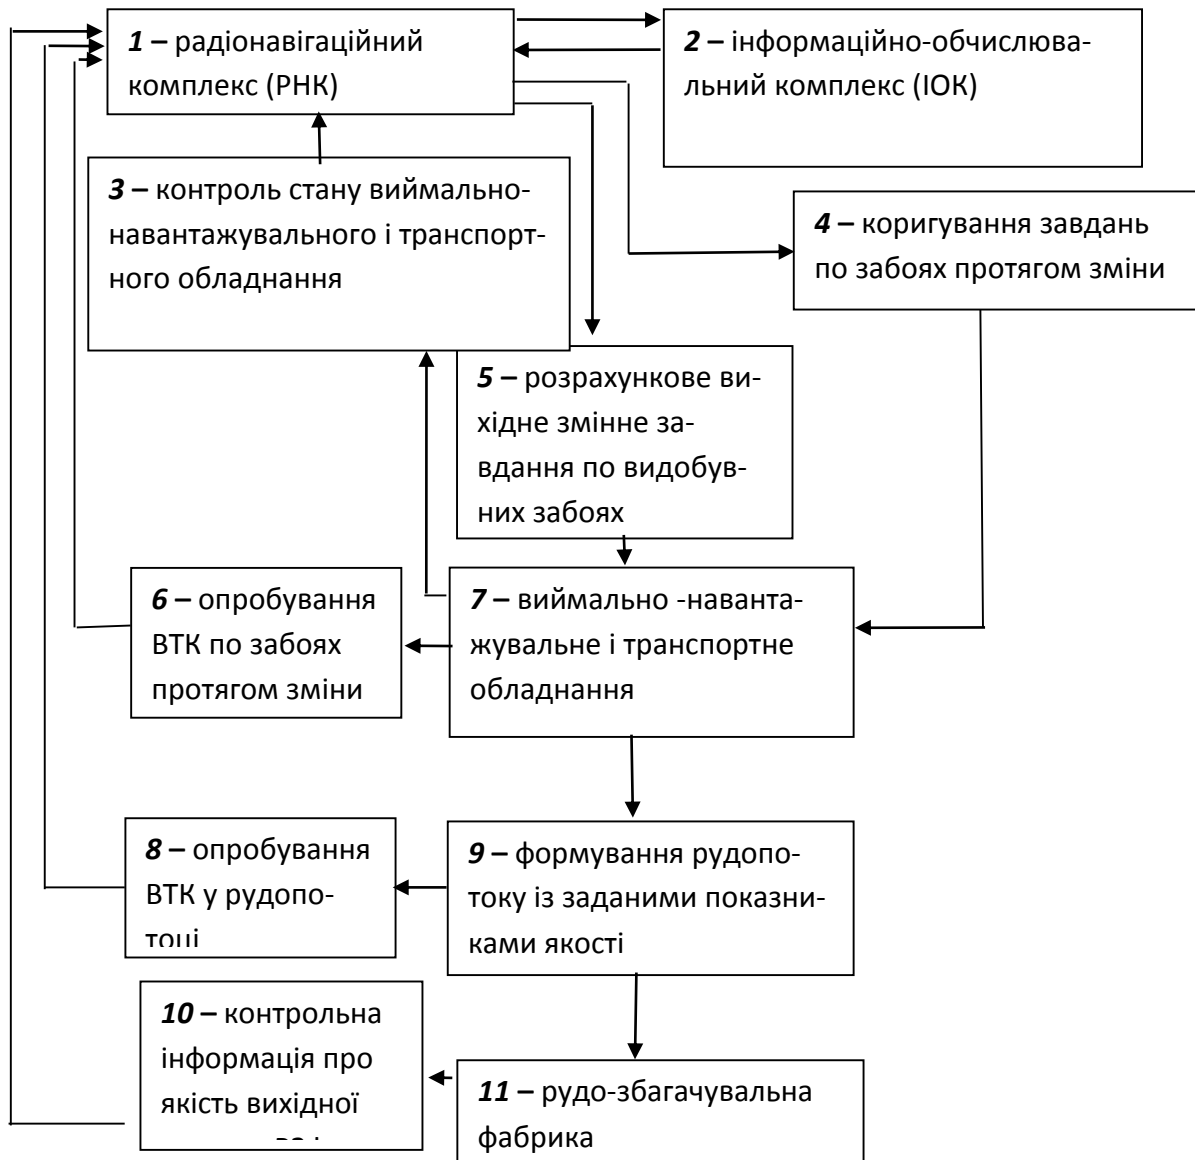 1 – радіонавігаційний
комплекс (РНК)
2 – інформаційно-обчислюва-
льний комплекс (ІОК)
3 – контроль стану виймально-
навантажувального і транспорт-
ного обладнання
4 – коригування завдань
по забоях протягом зміни
5 – розрахункове ви-
хідне змінне за-
вдання по видобув-
них забоях
6 – опробування
ВТК по забоях
протягом зміни
7 – виймально -наванта-
жувальне і транспортне
обладнання
8 – опробування
ВТК у рудопо-
тоці
9 – формування рудопо-
току із заданими показни-
ками якості
10 – контрольна
інформація про
якість вихідної
11 – рудо-збагачувальна
фабрика